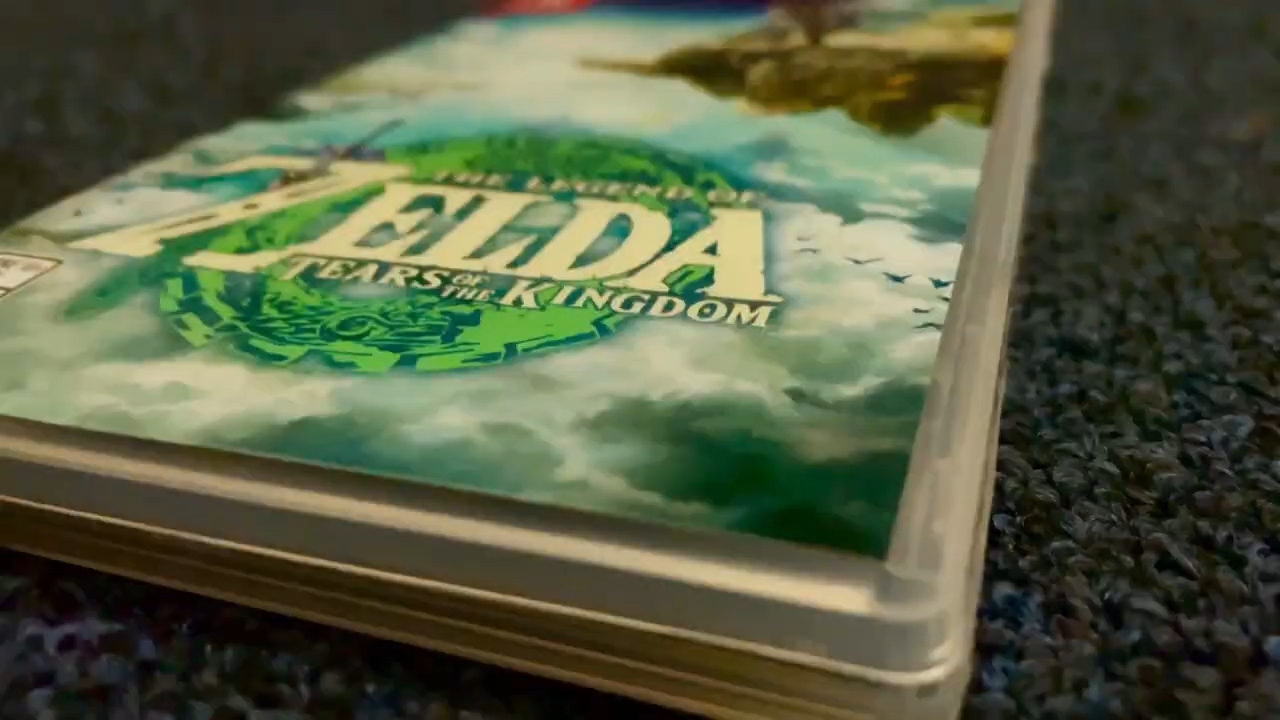 THE LEGEND OF
ZELDA
TEARS OF THE KINGDOM